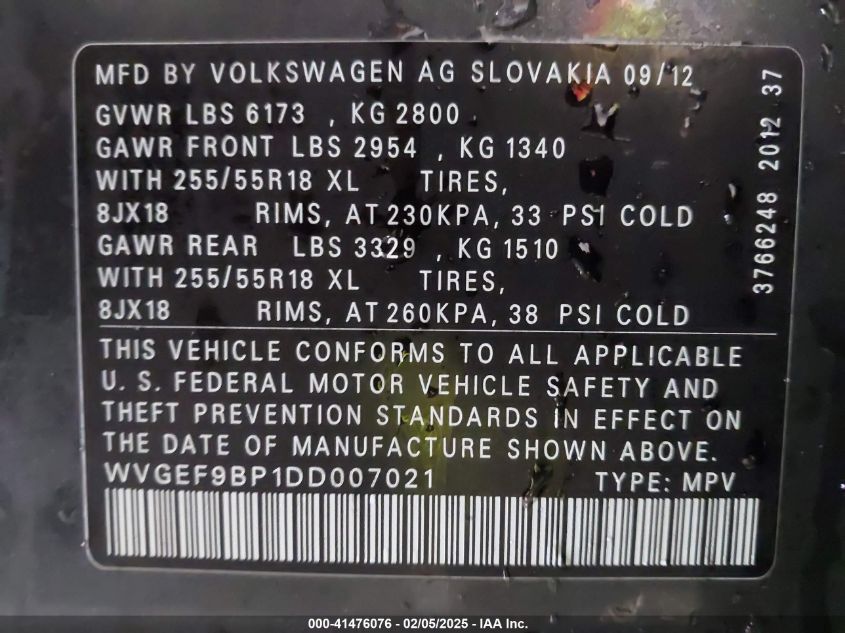 MFD BY VOLKSWAGEN AG SLOVAKIA 09/12
GVWR LBS 6173 , KG 2800
GAWR FRONT LBS 2954 , KG 1340
WITH 255/55R18 XL TIRES,
8JX18 RIMS, AT 230KPA, 33 PSI COLD
GAWR REAR LBS 3329 , KG 1510
WITH 255/55R18 XL TIRES,
8JX18 RIMS, AT 260KPA, 38 PSI COLD
THIS VEHICLE CONFORMS TO ALL APPLICABLE
U. S. FEDERAL MOTOR VEHICLE SAFETY AND
THEFT PREVENTION STANDARDS IN EFFECT ON
THE DATE OF MANUFACTURE SHOWN ABOVE.
WVGEF9BP1DD007021 TYPE: MPV
3766248 2012 37
000-41476076 - 02/05/2025 - IAA Inc.